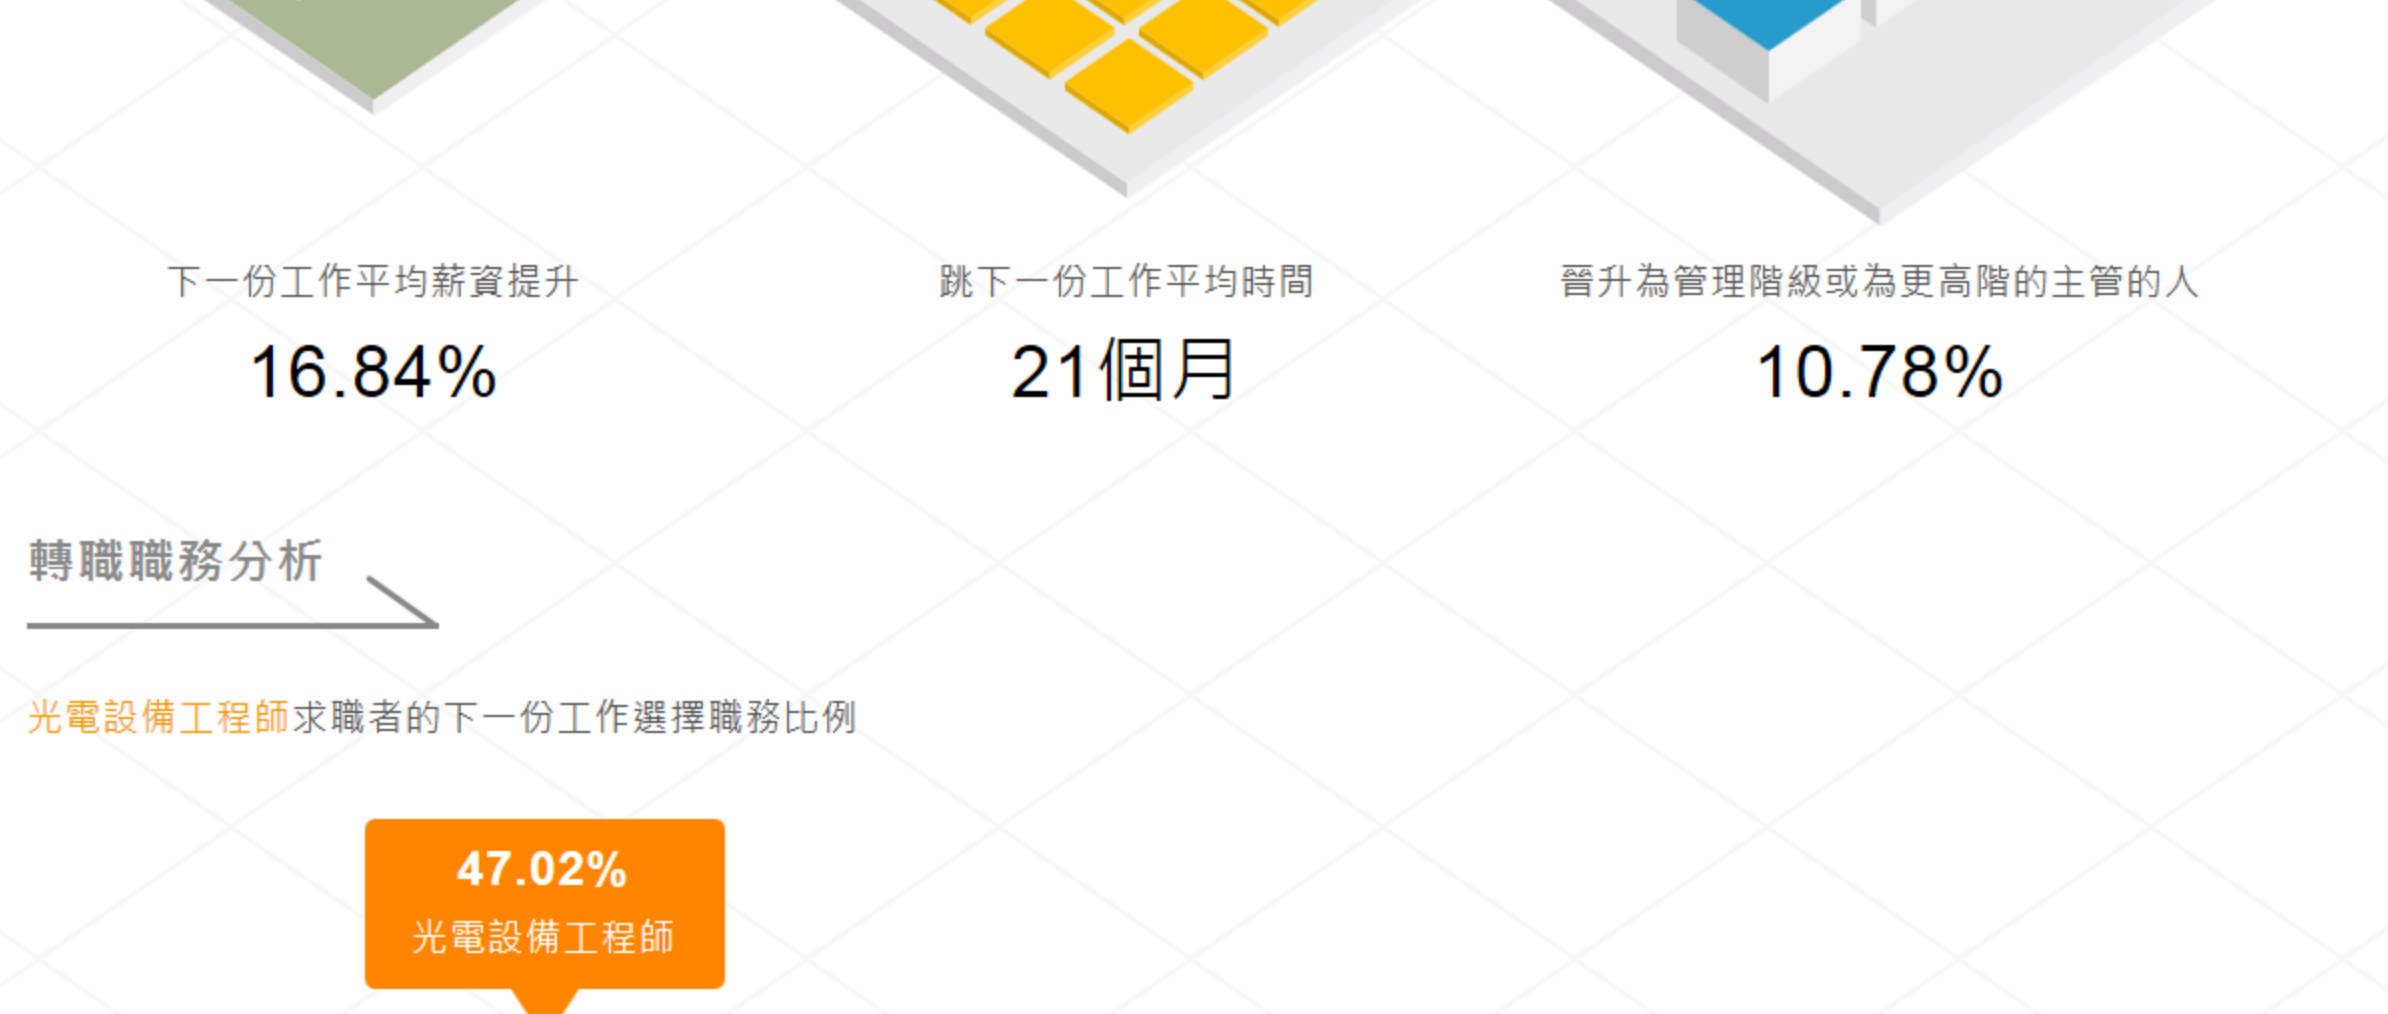 下一份工作平均薪資提升
16.84%
跳下一份工作平均時間
21個月
晉升為管理階級或為更高階的主管的人
10.78%
轉職職務分析
光電設備工程師求職者的下一份工作選擇職務比例
47.02%
光電設備工程師